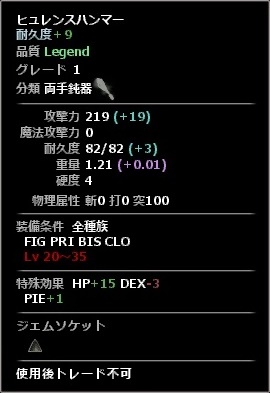 ヒュレンスハンマー
耐久度+9
品質 Legend
グレード 1
分類 両手鈍器
攻撃力 219 (+19)
魔法攻撃力 0
耐久度 82/82 (+3)
重量 1.21 (+0.01)
硬度 4
物理属性 斬0 打0 突100
装備条件 全種族
FIG PRI BIS CLO
Lv 20～35
特殊効果 HP+15 DEX-3
PIE+1
ジェムソケット
使用後トレード不可